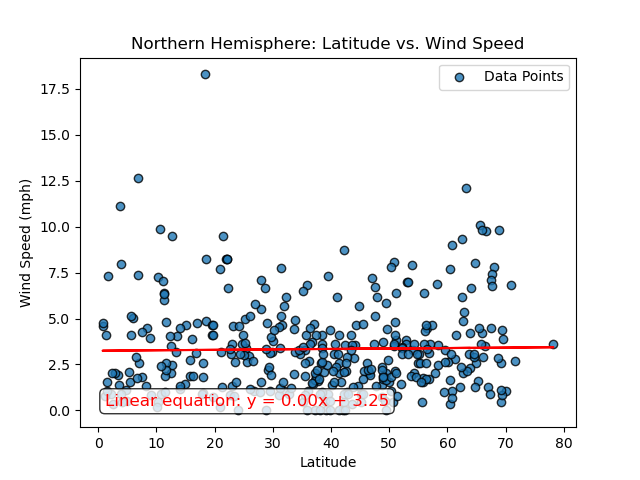 Northern Hemisphere: Latitude vs. Wind Speed
Data Points
17.5
15.0
12.5
10.0
7.5
5.0
2.5
0.0
Wind Speed (mph)
Linear equation: y = 0.00x + 3.25
0 10 20 30 40 50 60 70 80
Latitude